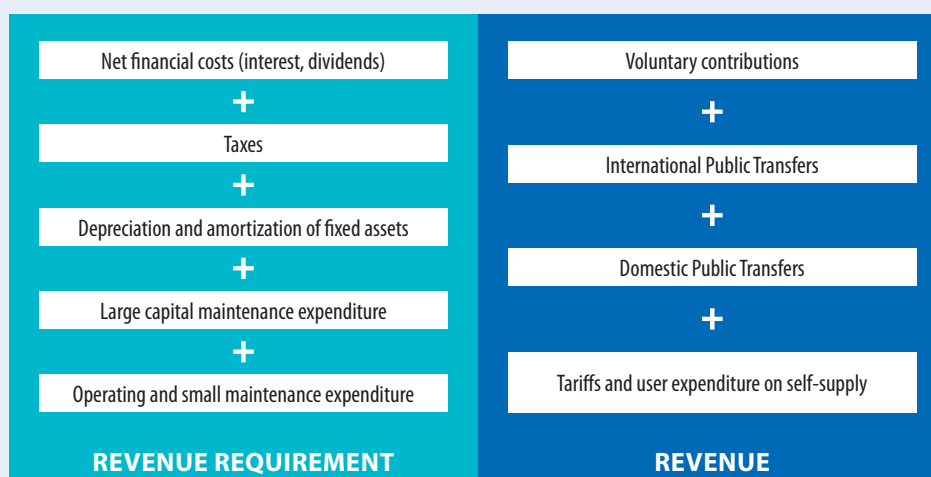 Net financial costs (interest, dividends)
+
Taxes
+
Depreciation and amortization of fixed assets
+
Large capital maintenance expenditure
+
Operating and small maintenance expenditure
REVENUE REQUIREMENT
Voluntary contributions
+
International Public Transfers
+
Domestic Public Transfers
+
Tariffs and user expenditure on self-supply
REVENUE